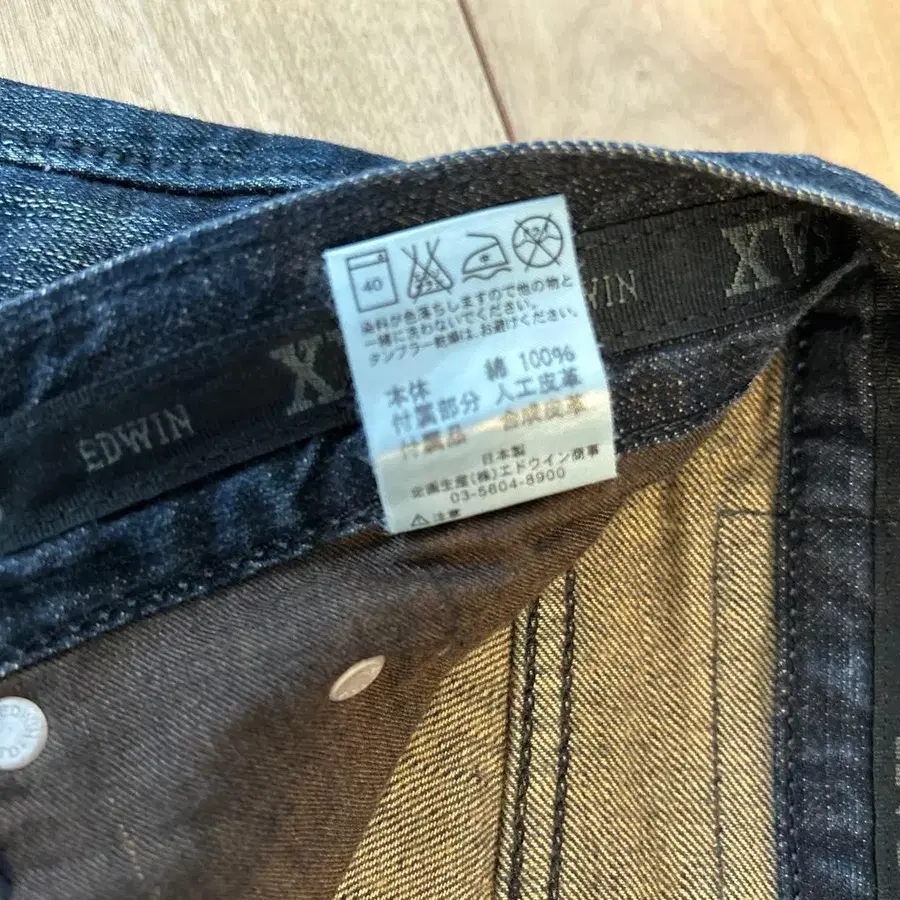 40
染料が色落ちしますので他の物と
一緒に洗わないでください。
タンブラー乾燥はお避けください。
本体 綿 100%
付属部分 人工皮革
付属品 合成皮革
日本製
企画生産(株)エドウイン商事
03-5604-8900
⚠注意
EDWIN
WIN
XV